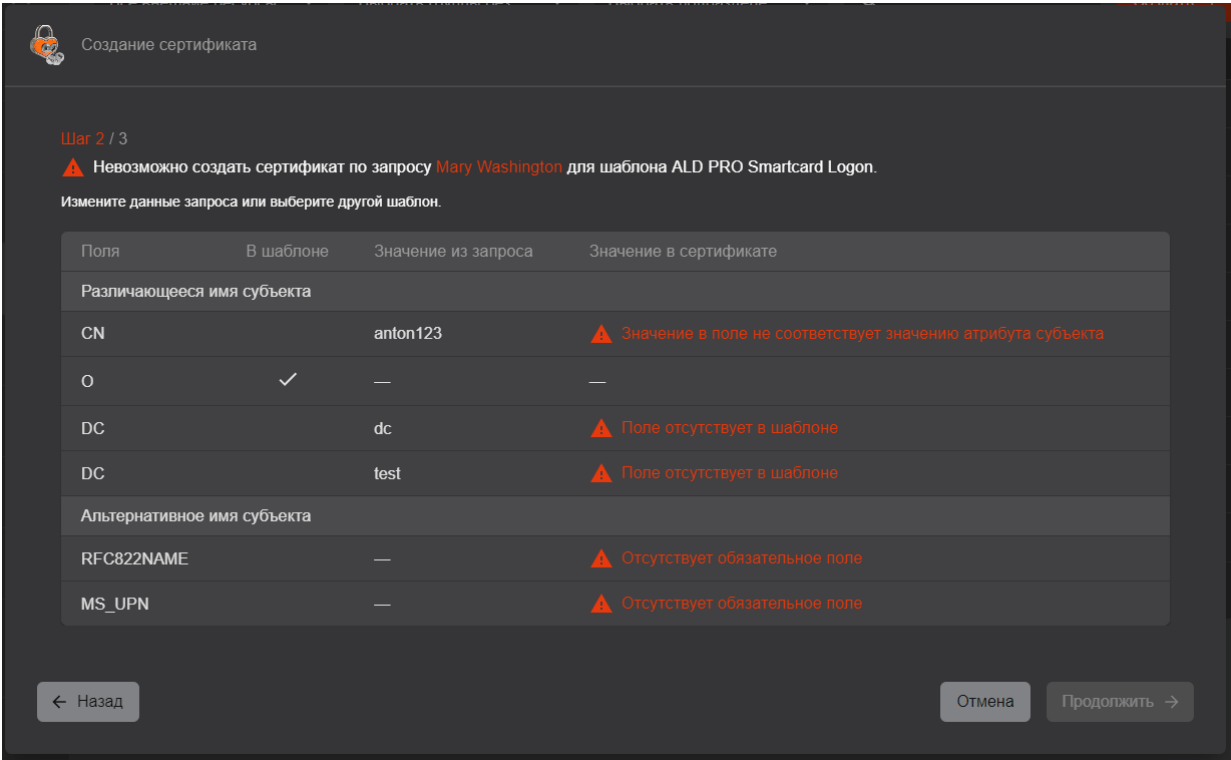 Создание сертификата
Шаг 2 / 3
Невозможно создать сертификат по запросу Mary Washington для шаблона ALD PRO Smartcard Logon.
Измените данные запроса или выберите другой шаблон.
Поля В шаблоне Значение из запроса Значение в сертификате
Различающееся имя субъекта
CN anton123 Значение в поле не соответствует значению атрибута субъекта
O ✓ — —
DC dc Поле отсутствует в шаблоне
DC test Поле отсутствует в шаблоне
Альтернативное имя субъекта
RFC822NAME — Отсутствует обязательное поле
MS_UPN — Отсутствует обязательное поле
← Назад Отмена Продолжить →